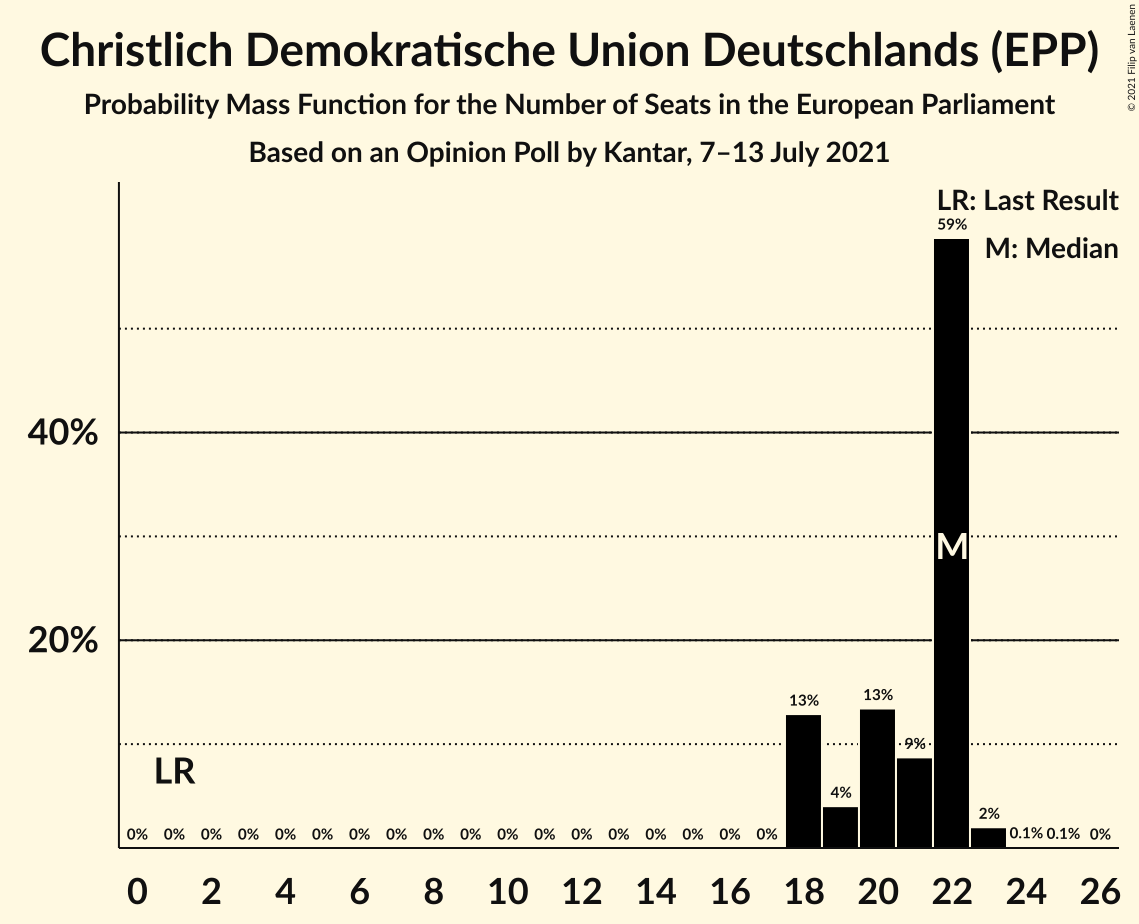 Christlich Demokratische Union Deutschlands (EPP)
Probability Mass Function for the Number of Seats in the European Parliament
Based on an Opinion Poll by Kantar, 7–13 July 2021
© 2021 Filip van Laenen
LR: Last Result
59%
M: Median
40%
M
20%
13% 4% 13% 9% 2%
LR
0% 0% 0% 0% 0% 0% 0% 0% 0% 0% 0% 0% 0% 0% 0% 0% 0% 0% 0.1% 0.1% 0%
0 2 4 6 8 10 12 14 16 18 20 22 24 26